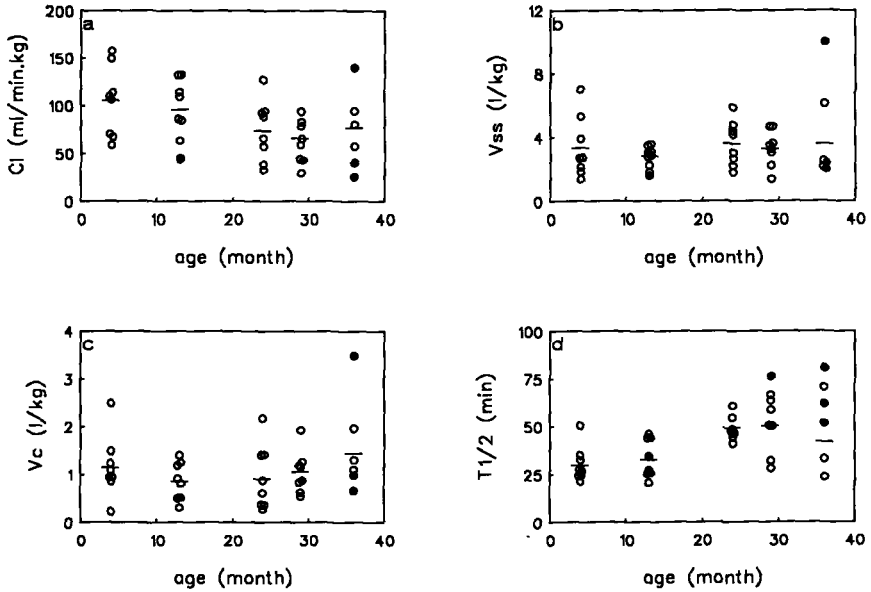 200 a 12 b
150
100 8
50 4
0 0
Cl (ml/min.kg) Vss (l/kg)
0 10 20 30 40 0 10 20 30 40
age (month) age (month)
4 c 100 d
3 75
2 50
1 25
0 0
Vc (l/kg) T1/2 (min)
0 10 20 30 40 0 10 20 30 40
age (month) age (month)